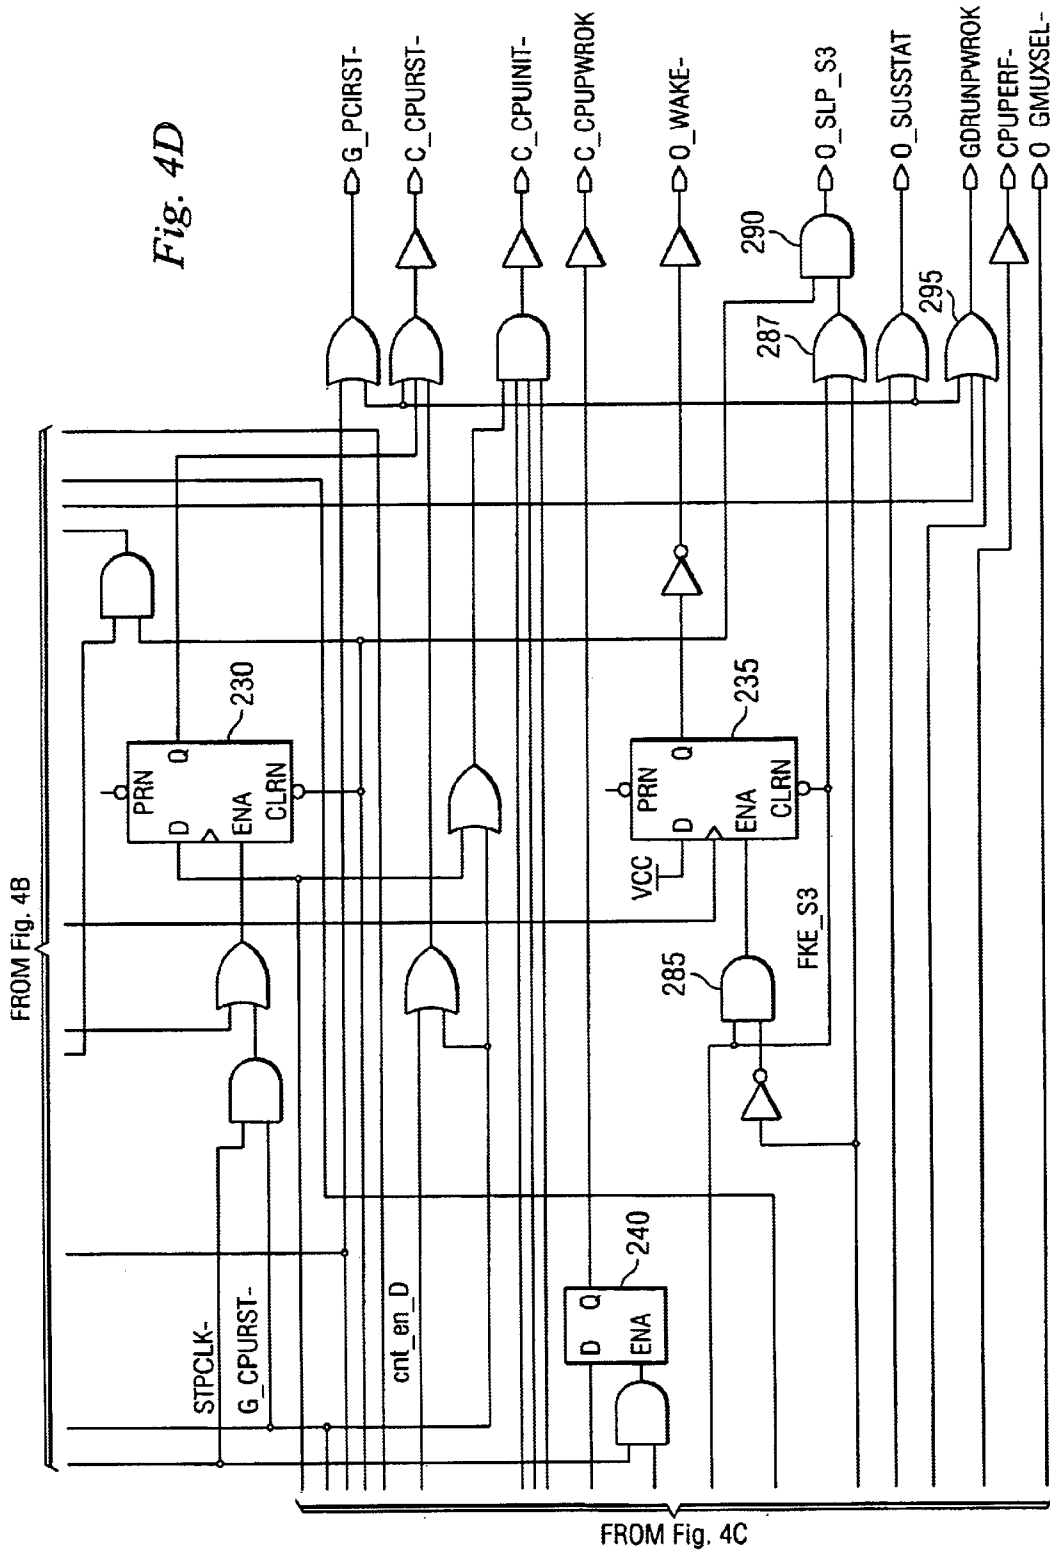 Fig. 4D
FROM Fig. 4B
G_PCIRST-
C_CPURST-
C_CPUINIT-
C_CPUPWROK
O_WAKE-
O_SLP_S3
O_SUSSTAT
GDRUNPWROK
CPUPERF-
O_GMUXSEL-
290
287
295
PRN
D
Q
ENA
CLRN
230
PRN
VCC
D
Q
ENA
CLRN
235
FKE_S3
285
STPCLK-
G_CPURST-
cnt_en_D
D
Q
ENA
240
FROM Fig. 4C